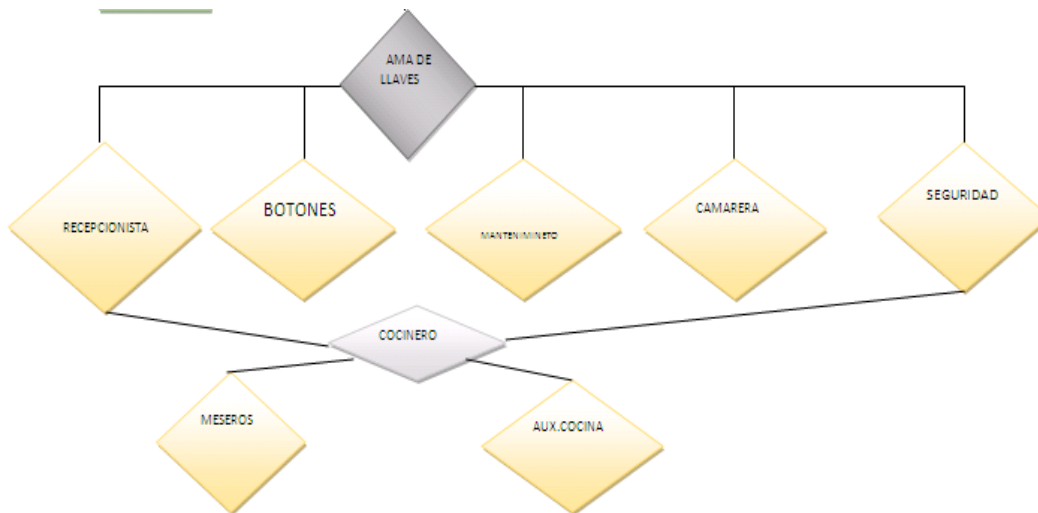 AMA DE
LLAVES
RECEPCIONISTA
BOTONES
MANTENIMINETO
CAMARERA
SEGURIDAD
COCINERO
MESEROS
AUX.COCINA